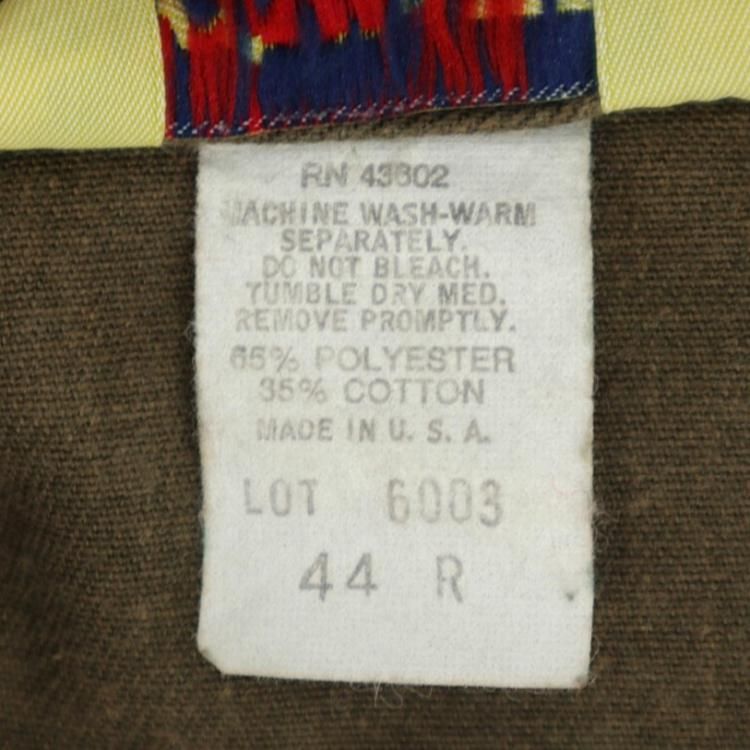 RN 43602
MACHINE WASH-WARM
SEPARATELY.
DO NOT BLEACH.
TUMBLE DRY MED.
REMOVE PROMPTLY.
65% POLYESTER
35% COTTON
MADE IN U. S. A.
LOT 6003
44 R